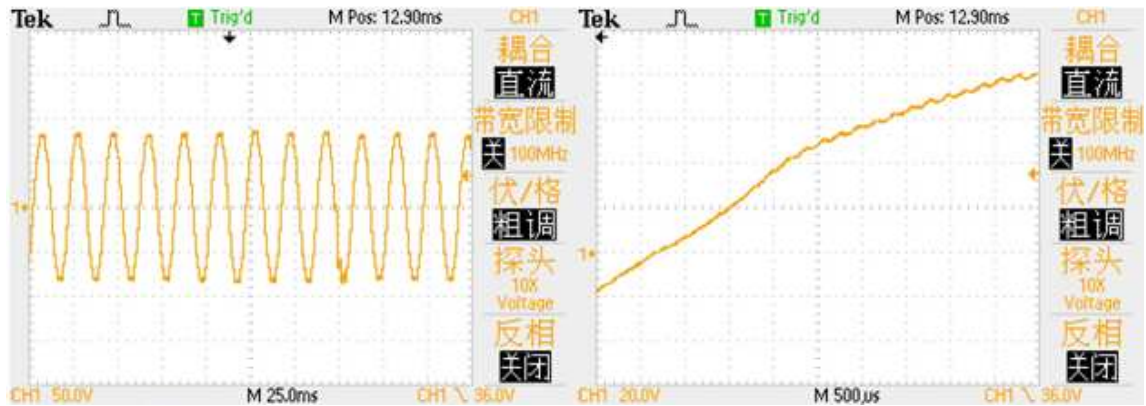 Tek T Trig'd M Pos: 12.90ms CH1
耦合
直流
带宽限制
关 100MHz
伏/格
粗调
探头
10X
Voltage
反相
关闭
1
CH1 50.0V M 25.0ms CH1 36.0V
Tek T Trig'd M Pos: 12.90ms CH1
耦合
直流
带宽限制
关 100MHz
伏/格
粗调
探头
10X
Voltage
反相
关闭
1
CH1 20.0V M 500µs CH1 36.0V